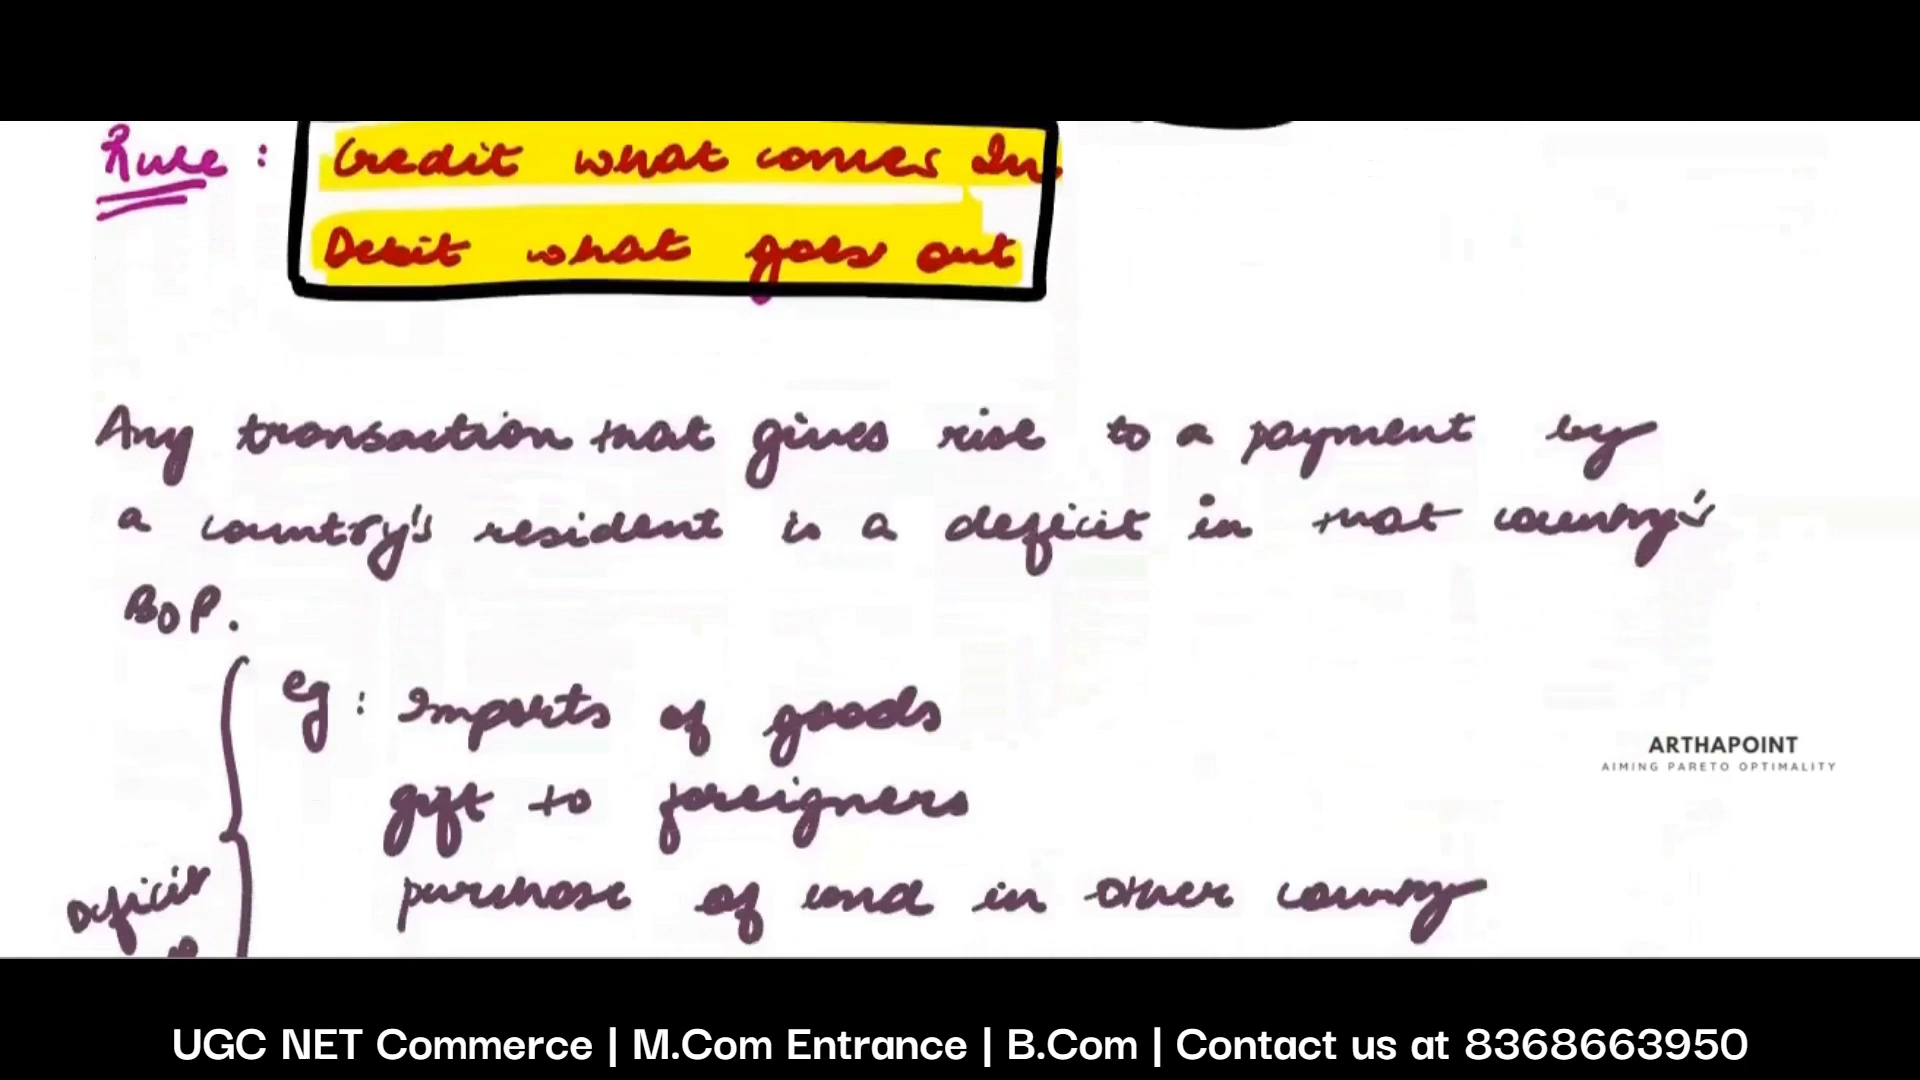 Rule : Credit what comes In.
Debit what goes out
Any transaction that gives rise to a payment by
a country's resident is a deficit in that country's
BOP.
eg : Imports of goods
gift to foreigners
purchase of land in other country
Deficit
ARTHAPOINT
AIMING PARETO OPTIMALITY
UGC NET Commerce | M.Com Entrance | B.Com | Contact us at 8368663950